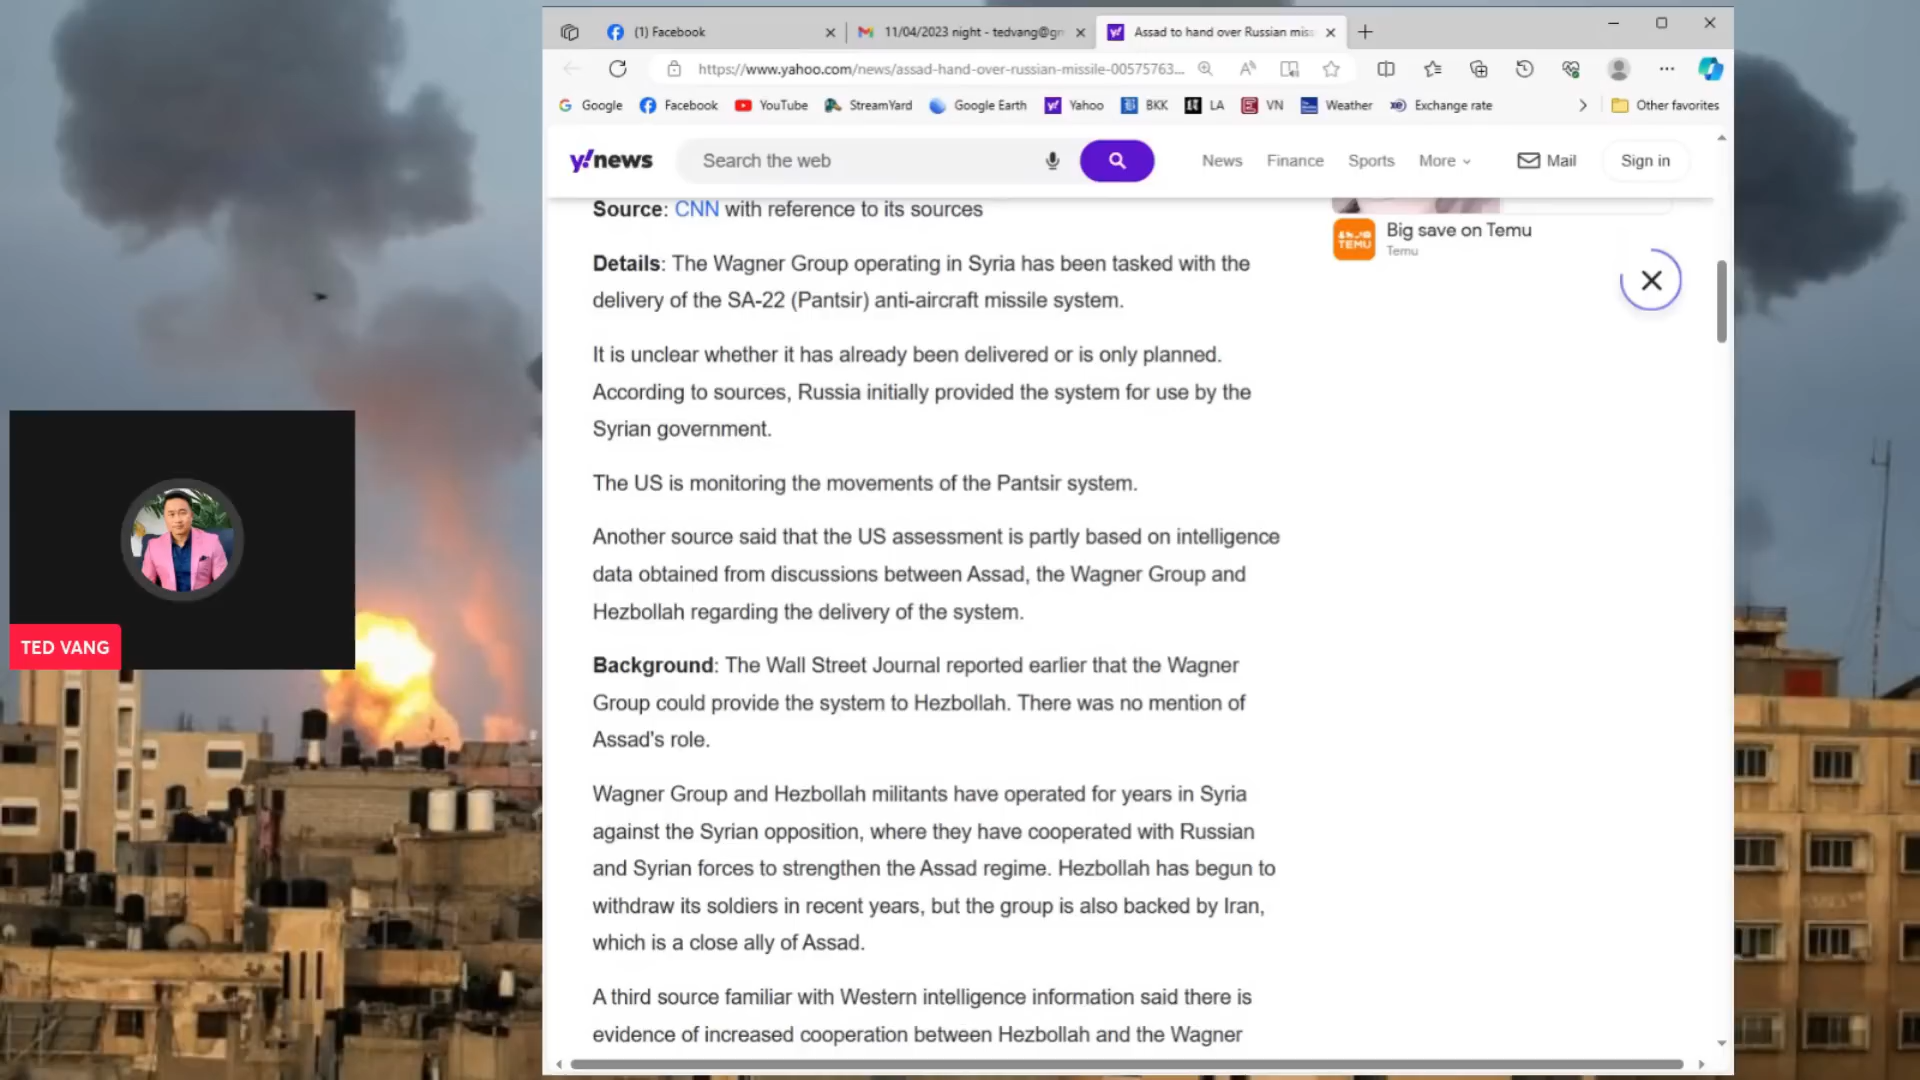 (1) Facebook
11/04/2023 night - tedvang@gm
Assad to hand over Russian miss
https://www.yahoo.com/news/assad-hand-over-russian-missile-00575763...
Google
Facebook
YouTube
StreamYard
Google Earth
Yahoo
BKK
LA
VN
Weather
Exchange rate
Other favorites
y!news
Search the web
News
Finance
Sports
More
Mail
Sign in
Source: CNN with reference to its sources
Big save on Temu
TEMU
Temu
Details: The Wagner Group operating in Syria has been tasked with the
delivery of the SA-22 (Pantsir) anti-aircraft missile system.
It is unclear whether it has already been delivered or is only planned.
According to sources, Russia initially provided the system for use by the
Syrian government.
The US is monitoring the movements of the Pantsir system.
Another source said that the US assessment is partly based on intelligence
data obtained from discussions between Assad, the Wagner Group and
Hezbollah regarding the delivery of the system.
Background: The Wall Street Journal reported earlier that the Wagner
Group could provide the system to Hezbollah. There was no mention of
Assad's role.
Wagner Group and Hezbollah militants have operated for years in Syria
against the Syrian opposition, where they have cooperated with Russian
and Syrian forces to strengthen the Assad regime. Hezbollah has begun to
withdraw its soldiers in recent years, but the group is also backed by Iran,
which is a close ally of Assad.
A third source familiar with Western intelligence information said there is
evidence of increased cooperation between Hezbollah and the Wagner
TED VANG